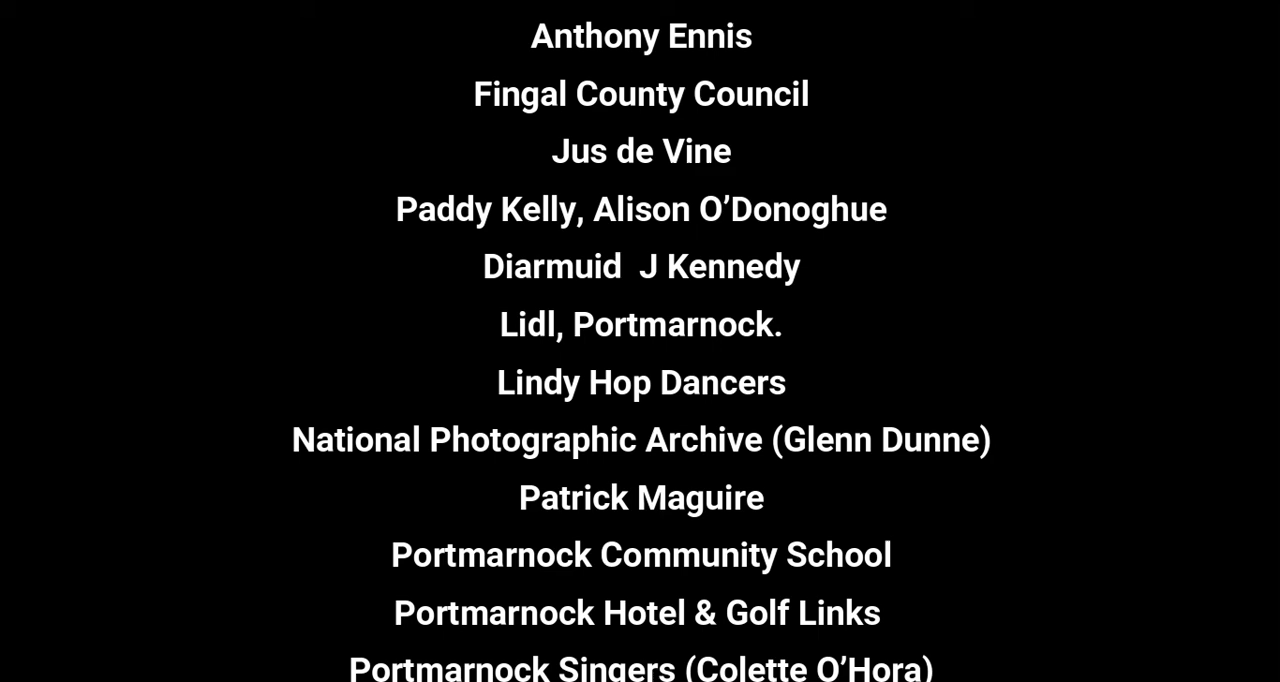 Anthony Ennis
Fingal County Council
Jus de Vine
Paddy Kelly, Alison O’Donoghue
Diarmuid  J Kennedy
Lidl, Portmarnock.
Lindy Hop Dancers
National Photographic Archive (Glenn Dunne)
Patrick Maguire
Portmarnock Community School
Portmarnock Hotel & Golf Links
Portmarnock Singers (Colette O’Hora)